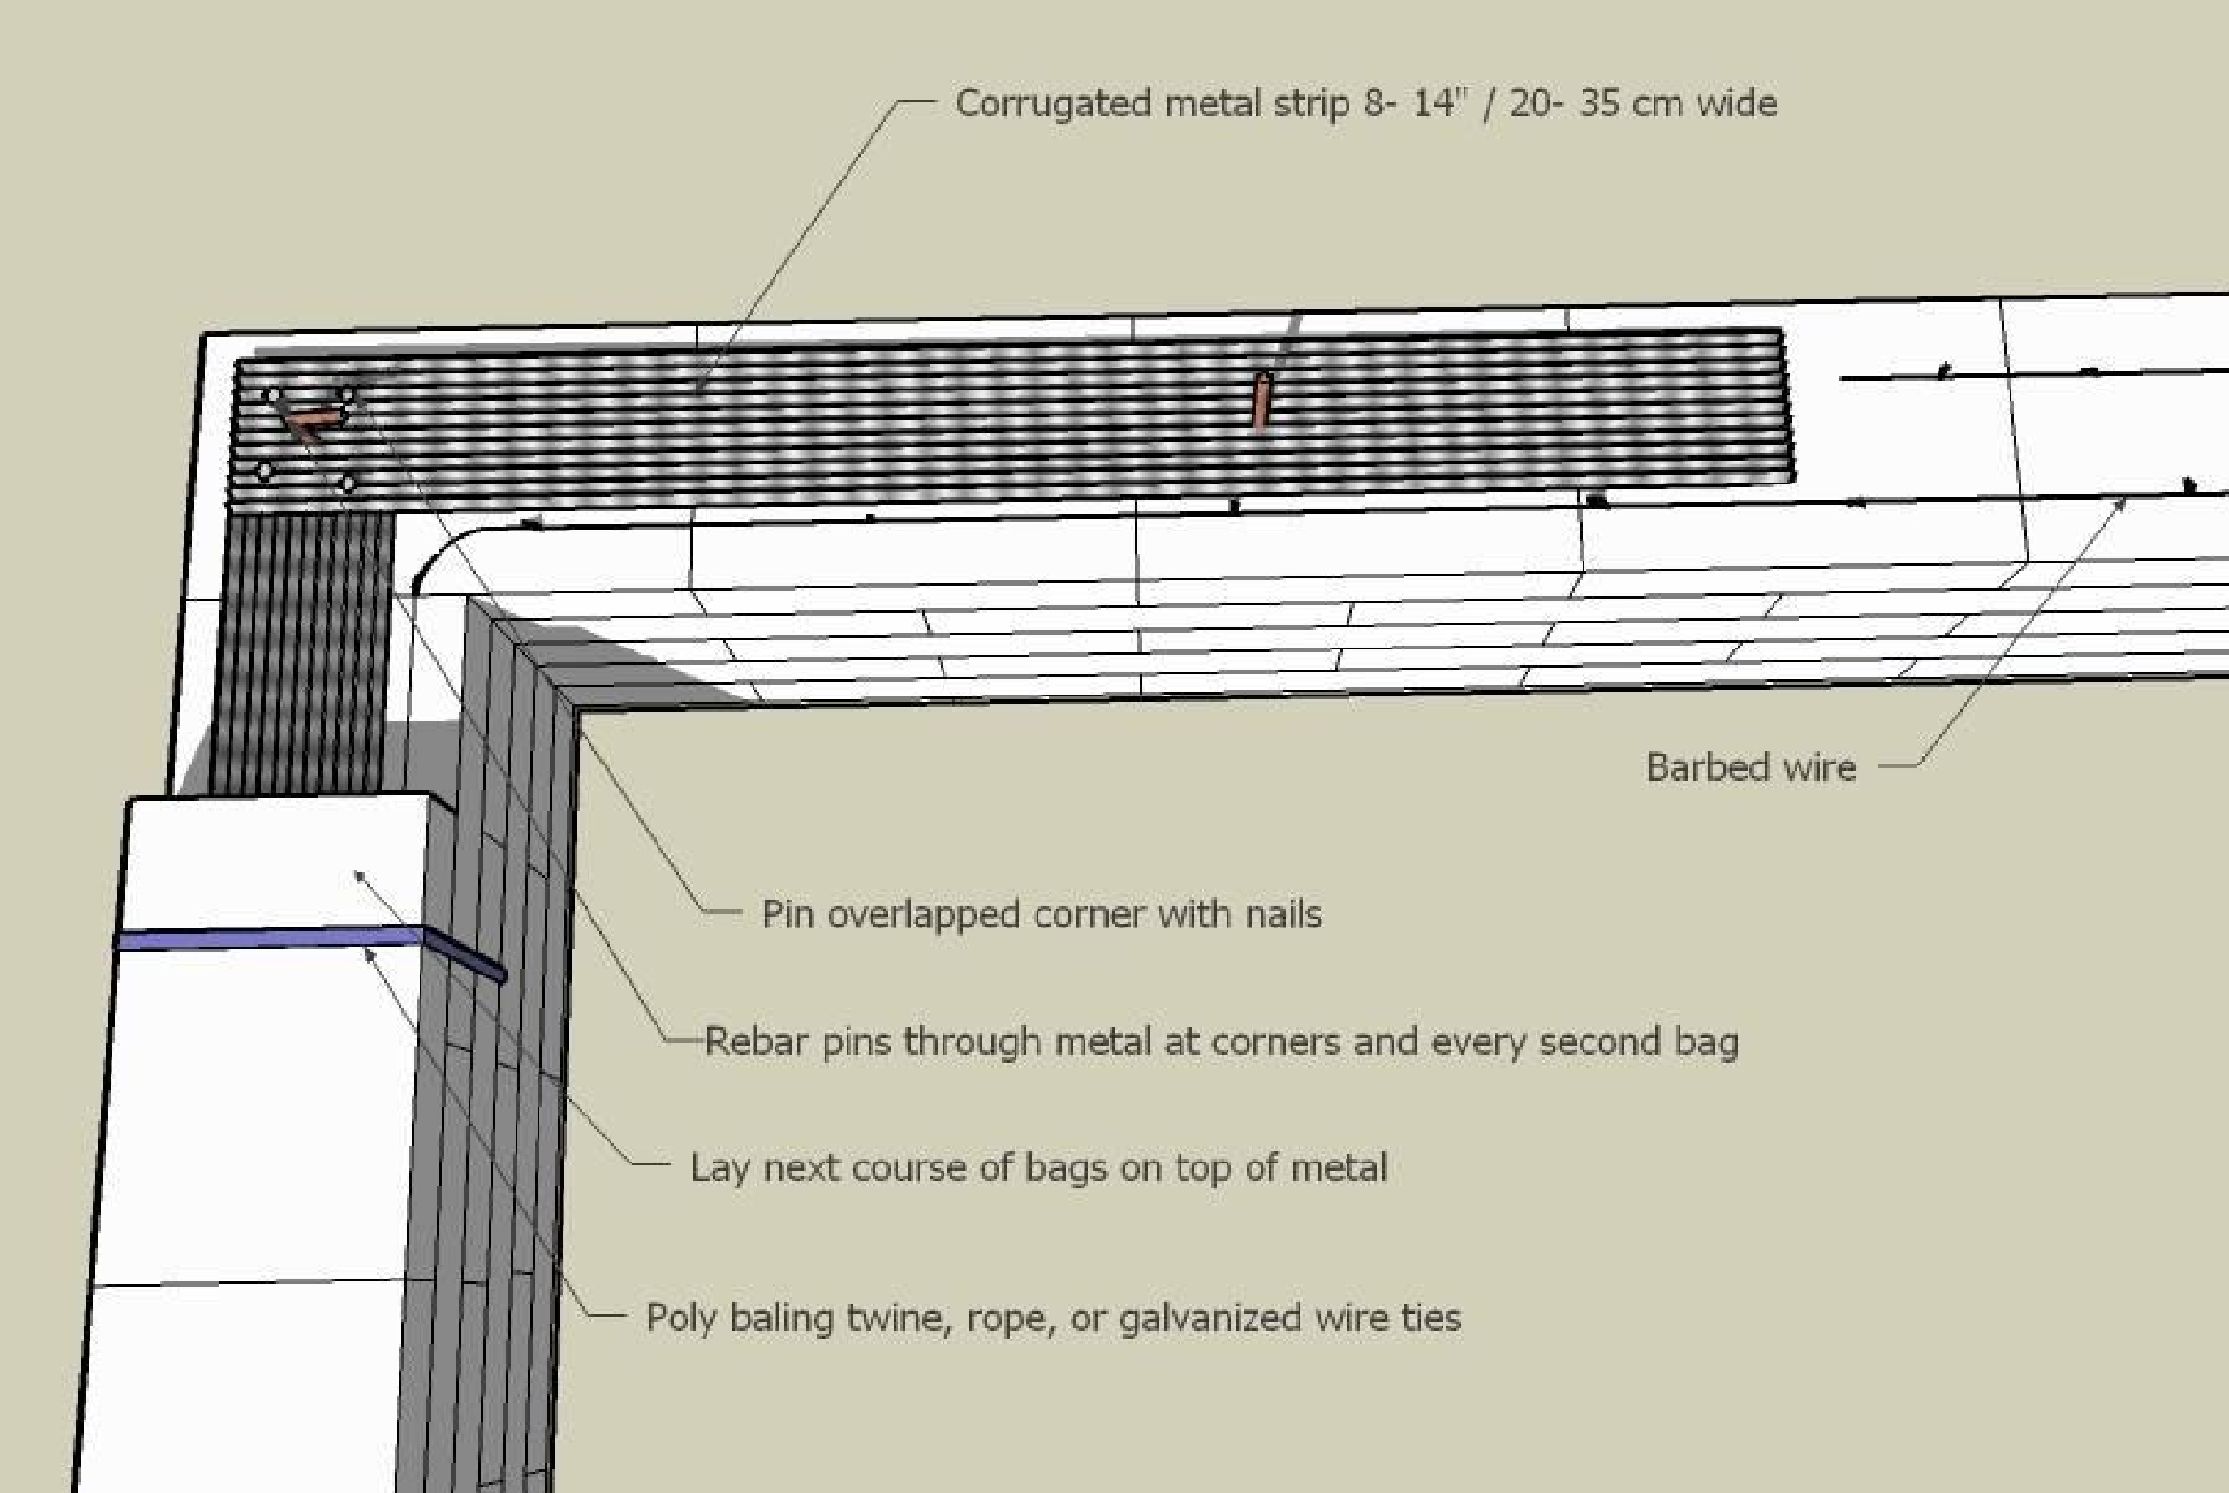 Corrugated metal strip 8- 14" / 20- 35 cm wide
Barbed wire
Pin overlapped corner with nails
Rebar pins through metal at corners and every second bag
Lay next course of bags on top of metal
Poly baling twine, rope, or galvanized wire ties